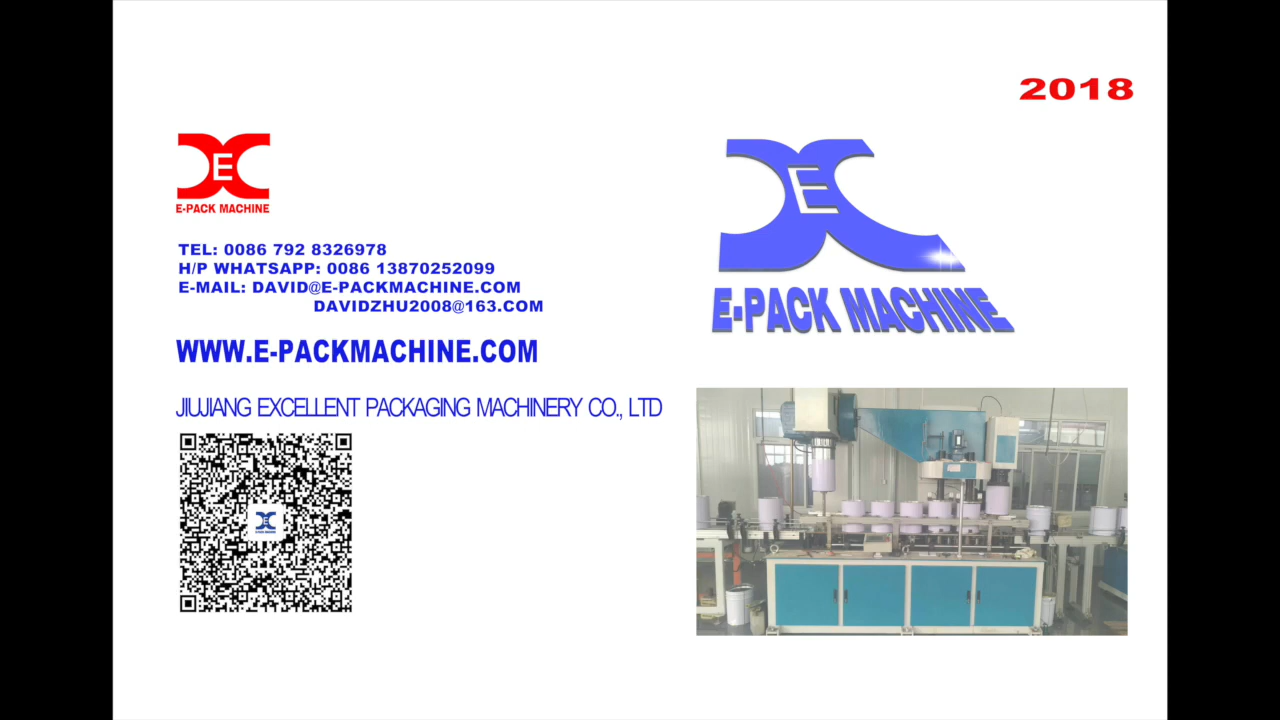 2018
E
E-PACK MACHINE
TEL: 0086 792 8326978
H/P WHATSAPP: 0086 13870252099
E-MAIL: DAVID@E-PACKMACHINE.COM
DAVIDZHU2008@163.COM
WWW.E-PACKMACHINE.COM
JIUJIANG EXCELLENT PACKAGING MACHINERY CO., LTD
E
E
E-PACK MACHINE